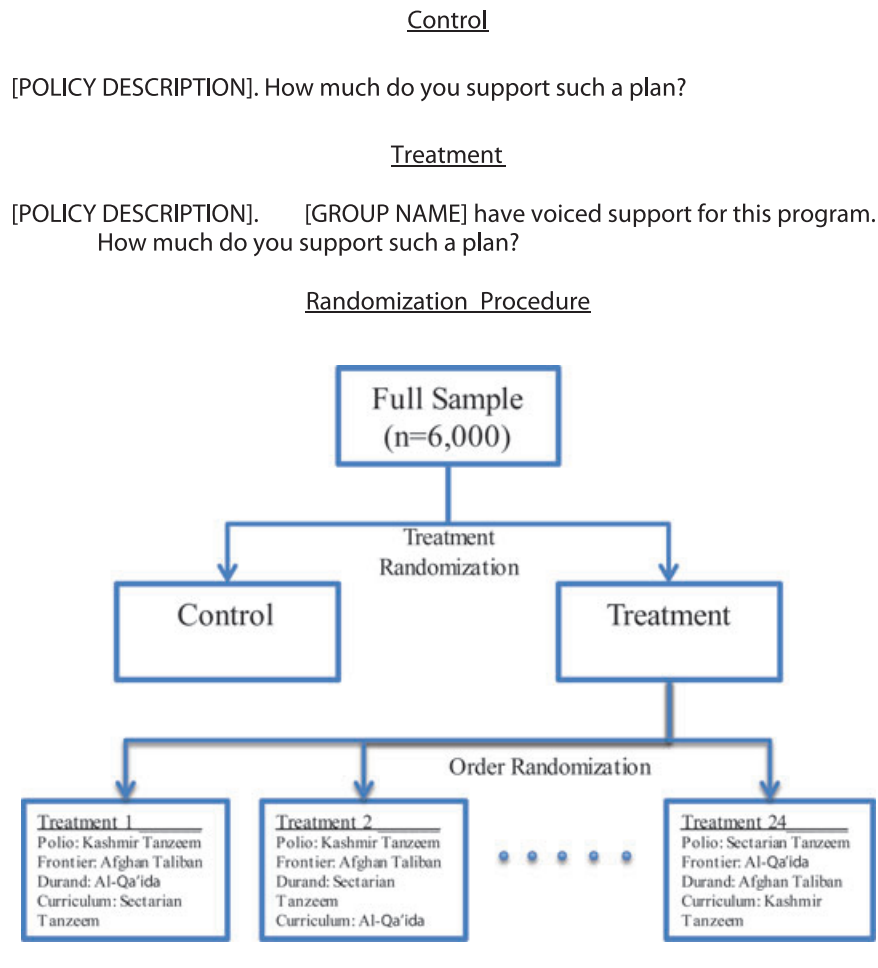 Control
[POLICY DESCRIPTION]. How much do you support such a plan?
Treatment
[POLICY DESCRIPTION]. [GROUP NAME] have voiced support for this program.
How much do you support such a plan?
Randomization Procedure
Full Sample
(n=6,000)
Treatment
Randomization
Control
Treatment
Order Randomization
Treatment 1
Polio: Kashmir Tanzeem
Frontier: Afghan Taliban
Durand: Al-Qa'ida
Curriculum: Sectarian
Tanzeem
Treatment 2
Polio: Kashmir Tanzeem
Frontier: Afghan Taliban
Durand: Sectarian
Tanzeem
Curriculum: Al-Qa'ida
Treatment 24
Polio: Sectarian Tanzeem
Frontier: Al-Qa'ida
Durand: Afghan Taliban
Curriculum: Kashmir
Tanzeem